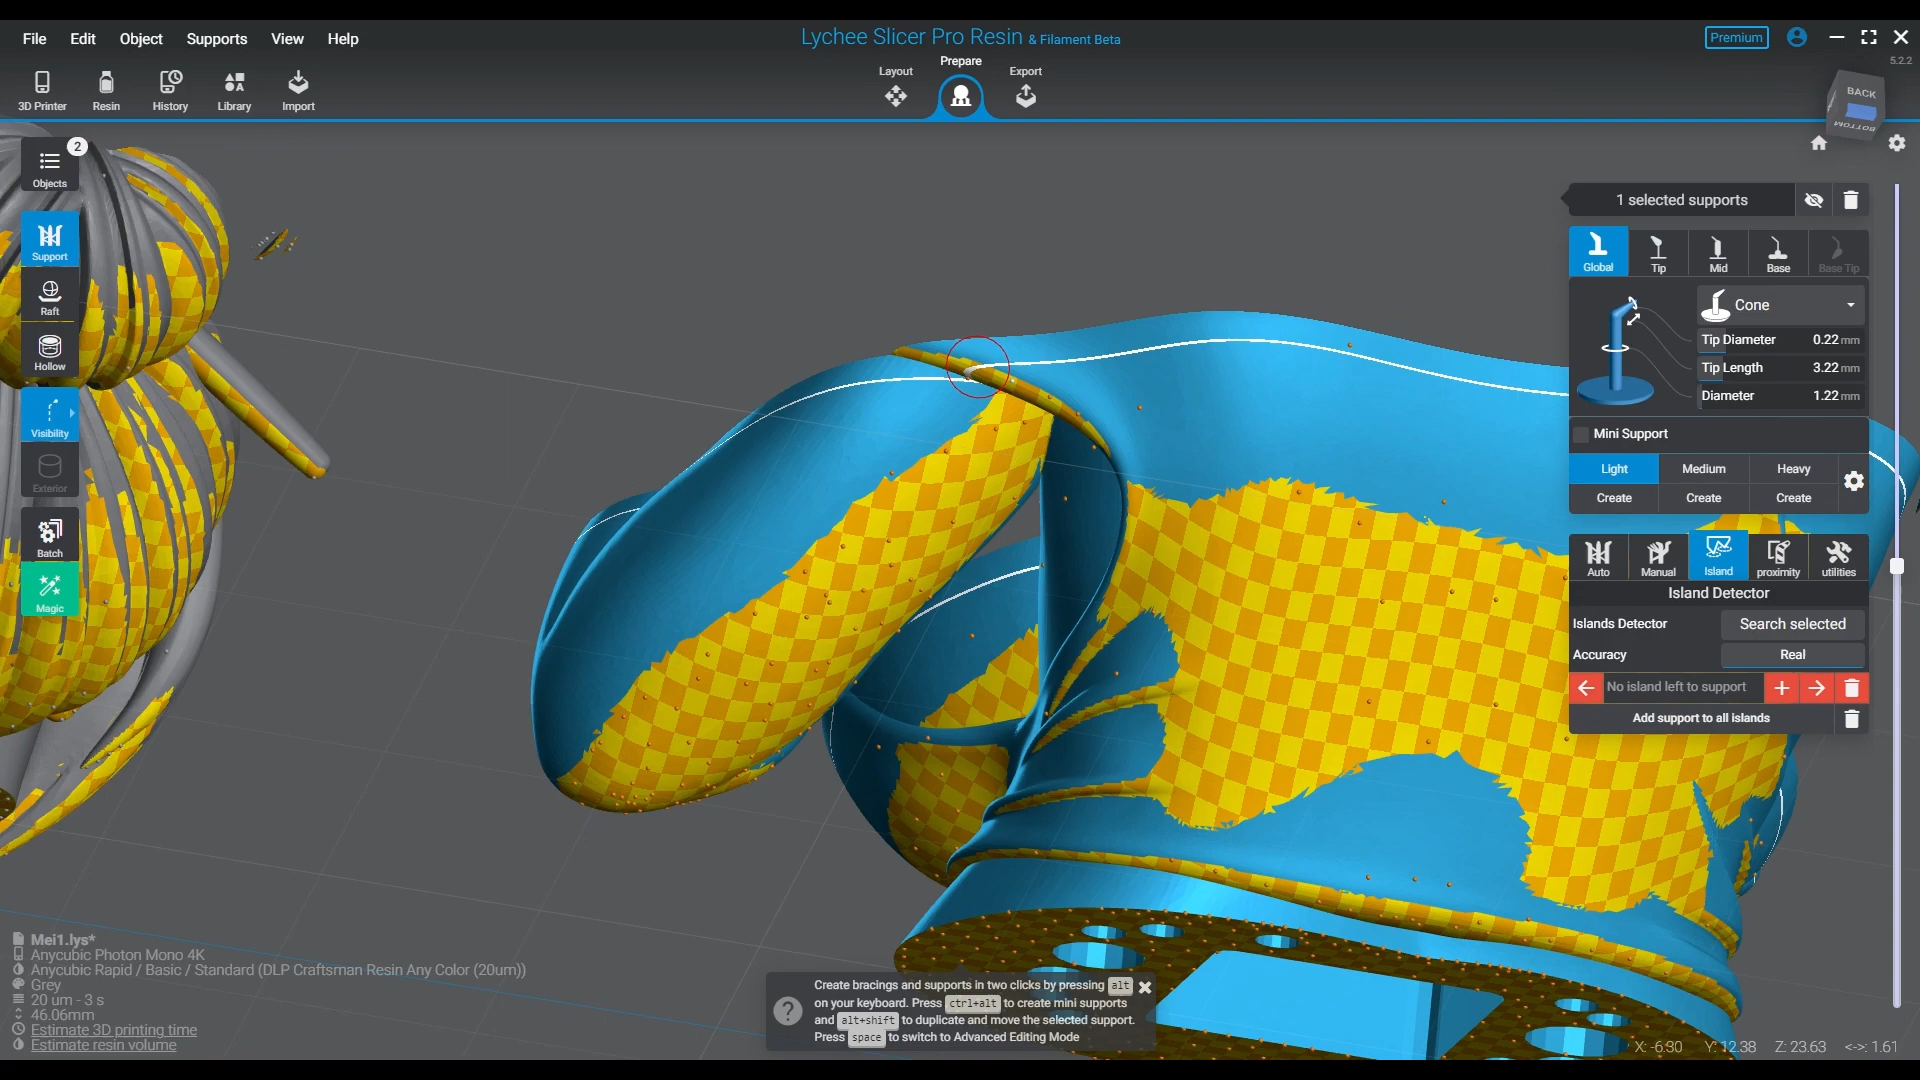 File Edit Object Supports View Help
Lychee Slicer Pro Resin & Filament Beta
Premium
5.2.2
3D Printer Resin History Library Import
Layout Prepare Export
BACK
BOTTOM
2
Objects
Support
Raft
Hollow
Visibility
Exterior
Batch
Magic
1 selected supports
Global Tip Mid Base Base Tip
Cone
Tip Diameter 0.22 mm
Tip Length 3.22 mm
Diameter 1.22 mm
Mini Support
Light Medium Heavy
Create Create Create
Auto Manual Island proximity utilities
Island Detector
Islands Detector Search selected
Accuracy Real
No island left to support
Add support to all islands
Mei1.lys*
Anycubic Photon Mono 4K
Anycubic Rapid / Basic / Standard (DLP Craftsman Resin Any Color (20um))
Grey
20 um - 3 s
46.06mm
Estimate 3D printing time
Estimate resin volume
Create bracings and supports in two clicks by pressing alt
on your keyboard. Press ctrl+alt to create mini supports
and alt+shift to duplicate and move the selected support.
Press space to switch to Advanced Editing Mode
X: -6.30 Y: 12.38 Z: 23.63 <->: 1.61